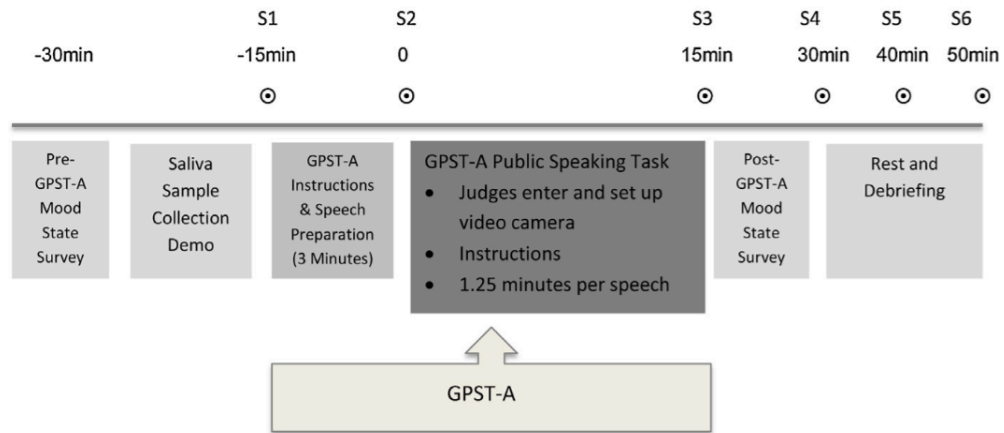 S1 S2 S3 S4 S5 S6
-30min -15min 0 15min 30min 40min 50min
Pre-
GPST-A
Mood
State
Survey
Saliva
Sample
Collection
Demo
GPST-A
Instructions
& Speech
Preparation
(3 Minutes)
GPST-A Public Speaking Task
• Judges enter and set up
video camera
• Instructions
• 1.25 minutes per speech
Post-
GPST-A
Mood
State
Survey
Rest and
Debriefing
GPST-A